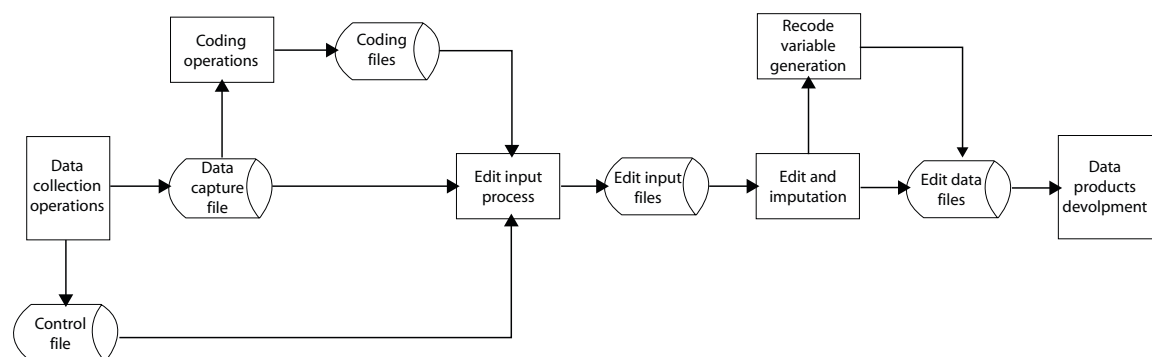 Coding
operations
Coding
files
Recode
variable
generation
Data
collection
operations
Data
capture
file
Edit input
process
Edit input
files
Edit and
imputation
Edit data
files
Data
products
devolpment
Control
file